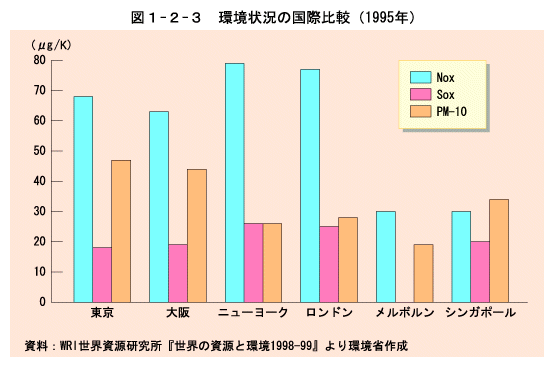 図１-２-３　環境状況の国際比較（1995年）
(μg/K)
Nox
Sox
PM-10
80
70
60
50
40
30
20
10
0
東京　大阪　ニューヨーク　ロンドン　メルボルン　シンガポール
資料：WRI世界資源研究所『世界の資源と環境1998-99』より環境省作成